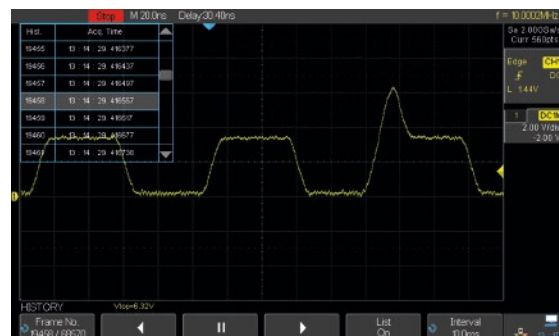 Stop M 20.0ns Delay:30.40ns f = 10.0002MHz
Sa 2.00GSa/s
Curr 560pts
Hist. Acq. Time
19455 13 : 14 : 29. 416377
19456 13 : 14 : 29. 416437
19457 13 : 14 : 29. 416497
19458 13 : 14 : 29. 416557
19459 13 : 14 : 29. 416617
19460 13 : 14 : 29. 416677
19461 13 : 14 : 29. 416738
Edge CH1
DC
L 1.44V
1 DC1M
2.00 V/div
-2.00 V
HISTORY Vtop=6.32V
Frame No. List Interval
19458 / 68570 On 10.0ms